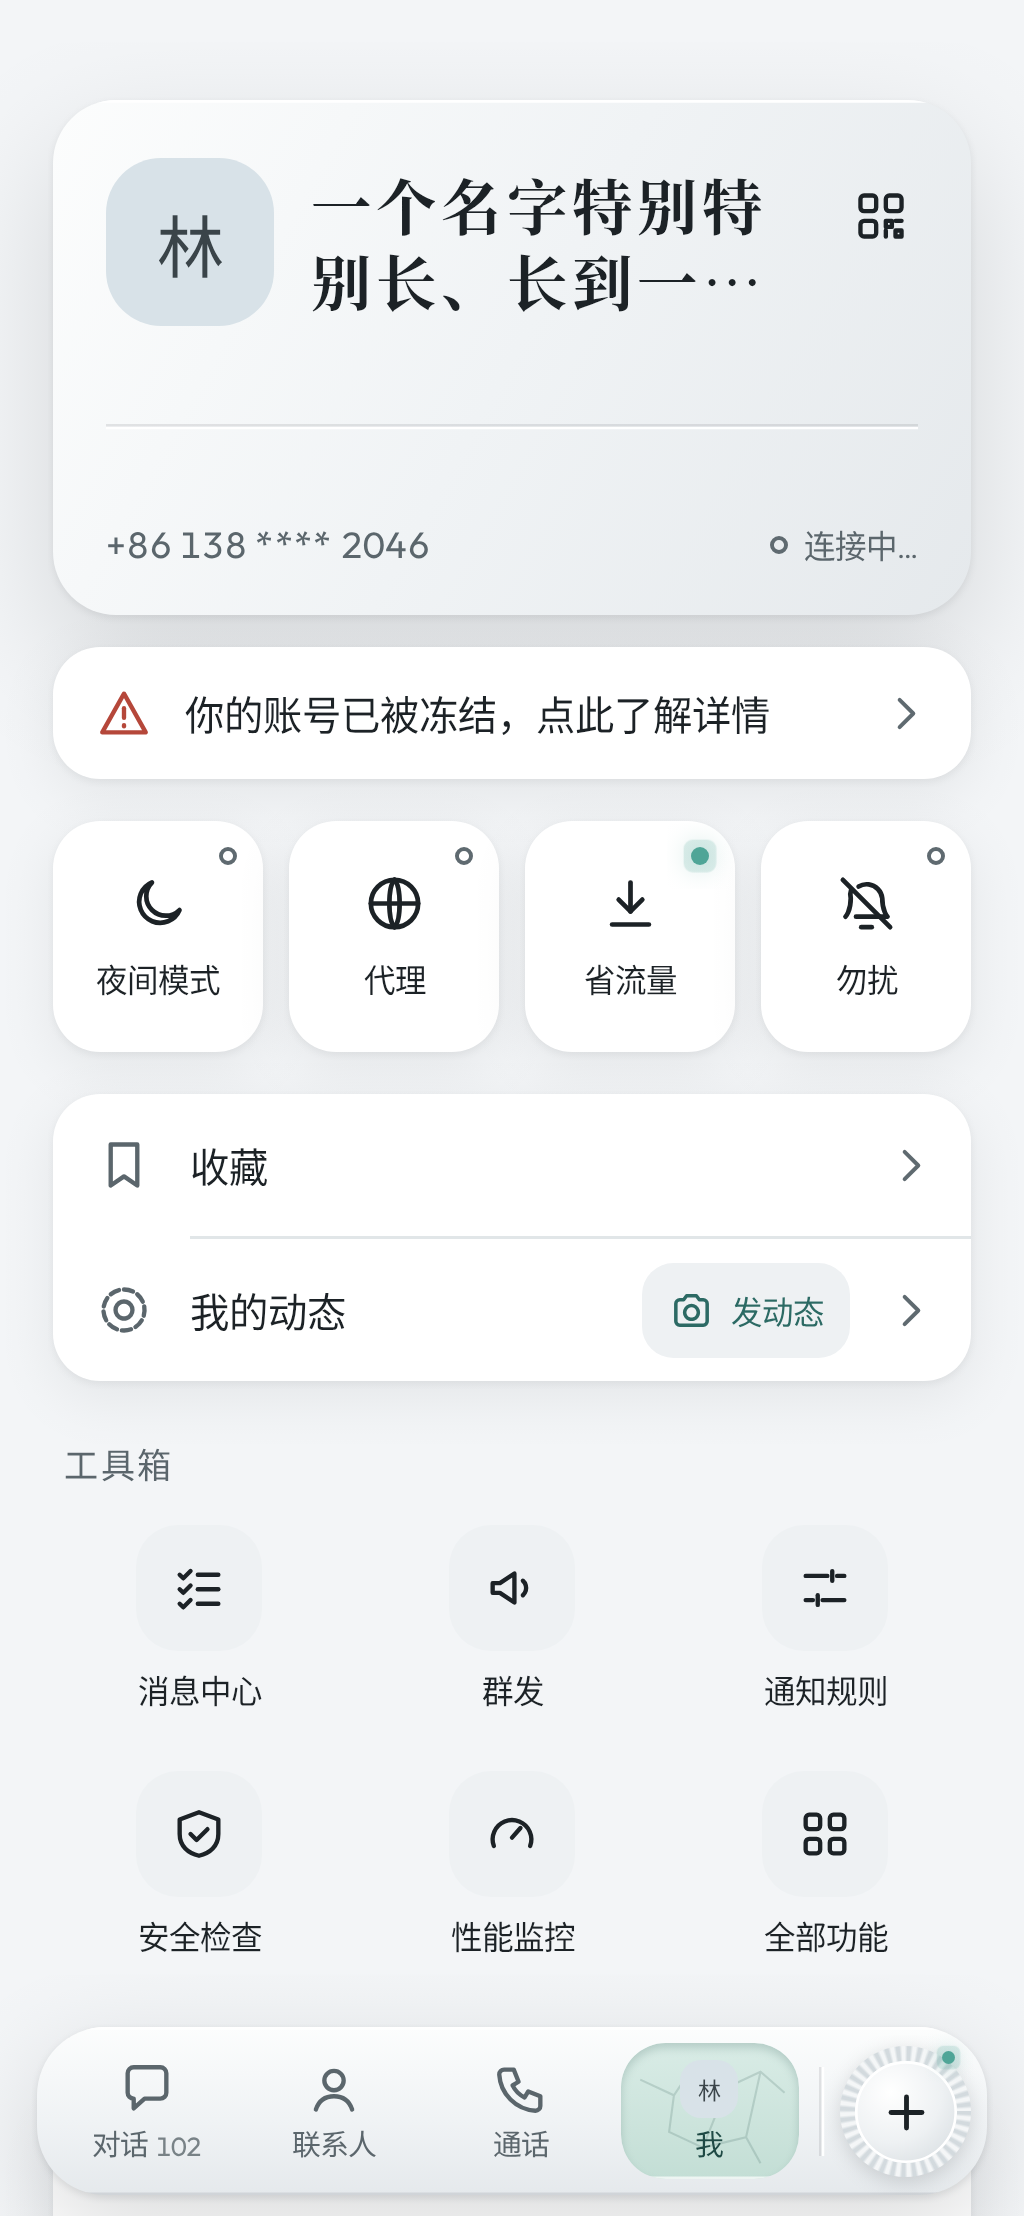 林
一个名字特别特
别长、长到一…
+86 138 **** 2046
连接中...
你的账号已被冻结，点此了解详情
夜间模式
代理
省流量
勿扰
收藏
我的动态
发动态
工具箱
消息中心
群发
通知规则
安全检查
性能监控
全部功能
对话 102
联系人
通话
林
我